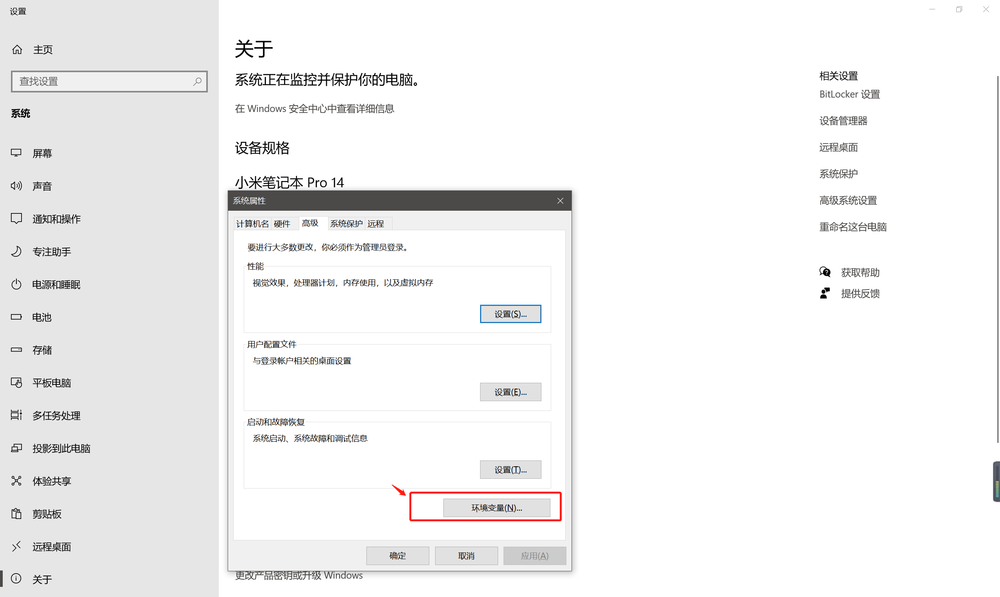 设置
主页
查找设置
系统
屏幕
声音
通知和操作
专注助手
电源和睡眠
电池
存储
平板电脑
多任务处理
投影到此电脑
体验共享
剪贴板
远程桌面
关于
关于
系统正在监控并保护你的电脑。
在 Windows 安全中心中查看详细信息
设备规格
小米笔记本 Pro 14
系统属性
计算机名 硬件 高级 系统保护 远程
要进行大多数更改，你必须作为管理员登录。
性能
视觉效果，处理器计划，内存使用，以及虚拟内存
设置(S)...
用户配置文件
与登录帐户相关的桌面设置
设置(E)...
启动和故障恢复
系统启动、系统故障和调试信息
设置(T)...
环境变量(N)...
确定 取消 应用(A)
更改产品密钥或升级 Windows
相关设置
BitLocker 设置
设备管理器
远程桌面
系统保护
高级系统设置
重命名这台电脑
获取帮助
提供反馈